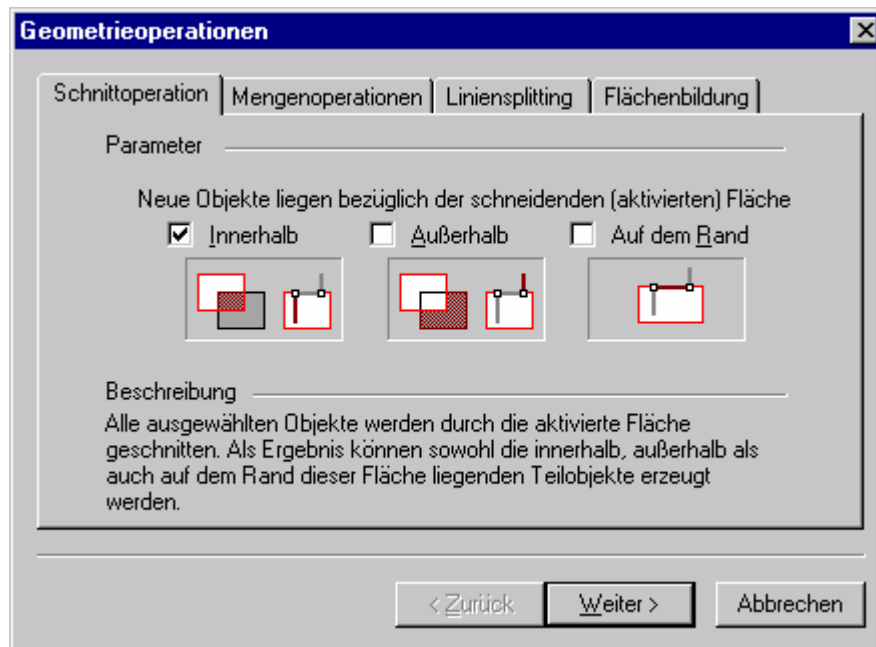 Geometrieoperationen
Schnittoperation Mengenoperationen Liniensplitting Flächenbildung
Parameter
Neue Objekte liegen bezüglich der schneidenden (aktivierten) Fläche
Innerhalb Außerhalb Auf dem Rand
Beschreibung
Alle ausgewählten Objekte werden durch die aktivierte Fläche
geschnitten. Als Ergebnis können sowohl die innerhalb, außerhalb als
auch auf dem Rand dieser Fläche liegenden Teilobjekte erzeugt
werden.
< Zurück Weiter > Abbrechen